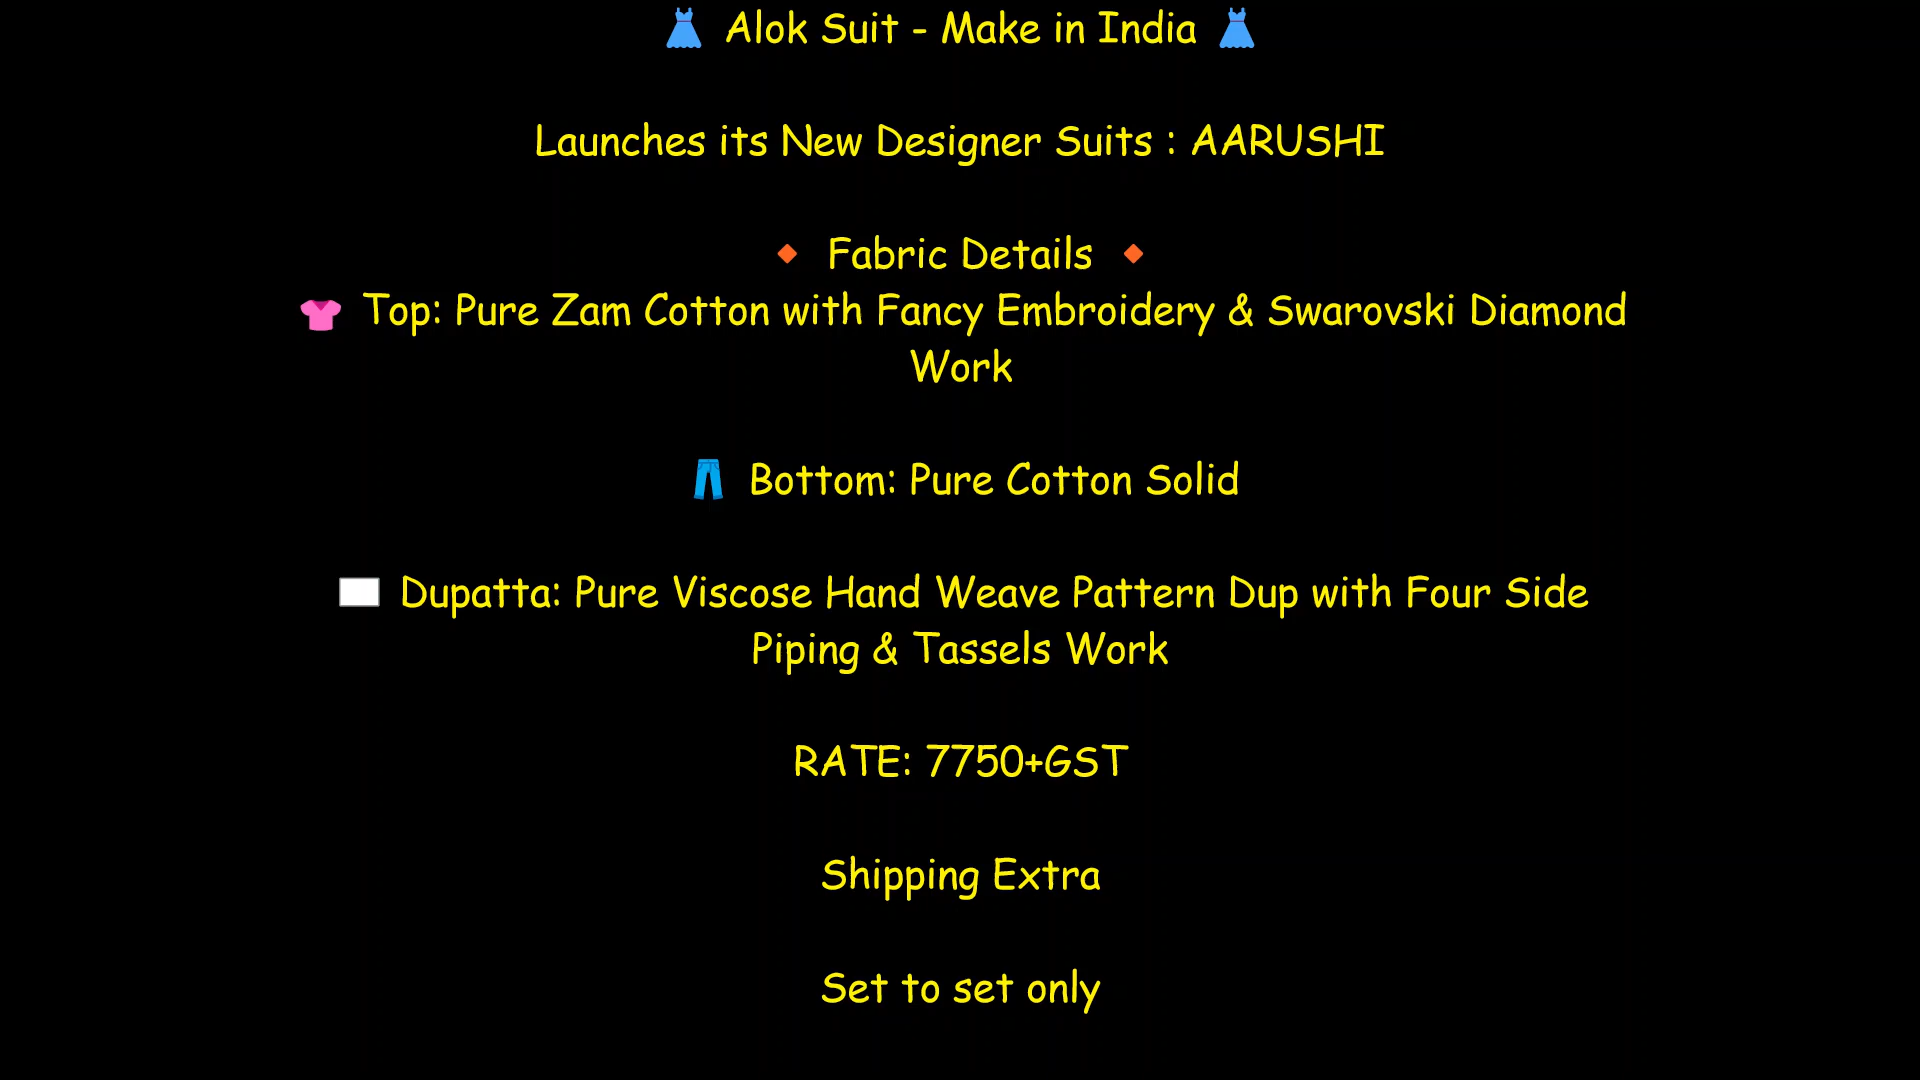 👗 Alok Suit - Make in India 👗
Launches its New Designer Suits : AARUSHI
🔸 Fabric Details 🔸
👚 Top: Pure Zam Cotton with Fancy Embroidery & Swarovski Diamond
Work
👖 Bottom: Pure Cotton Solid
Dupatta: Pure Viscose Hand Weave Pattern Dup with Four Side
Piping & Tassels Work
RATE: 7750+GST
Shipping Extra
Set to set only